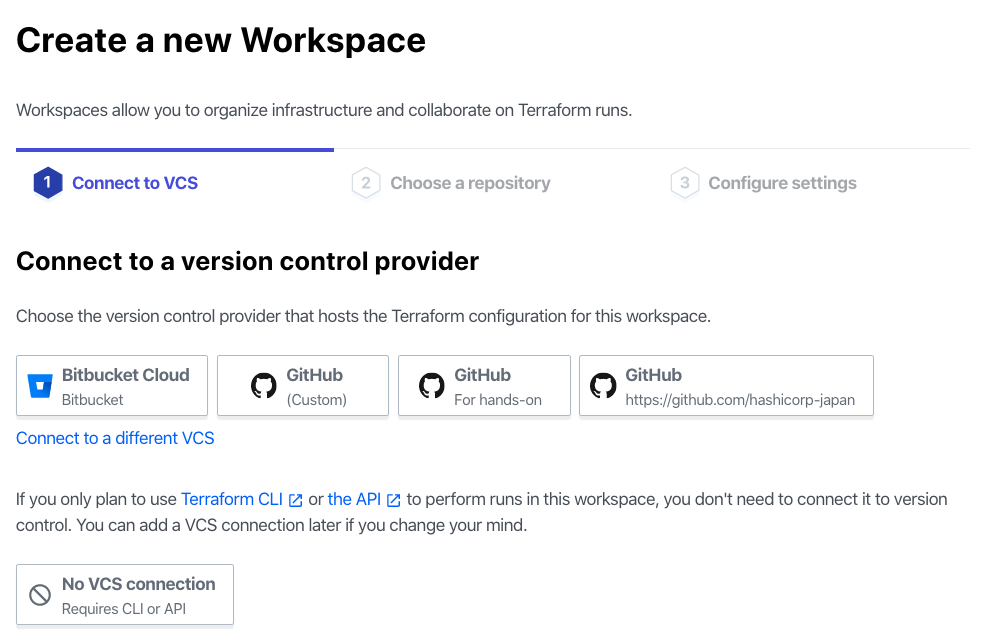 Create a new Workspace
Workspaces allow you to organize infrastructure and collaborate on Terraform runs.
1 Connect to VCS
2 Choose a repository
3 Configure settings
Connect to a version control provider
Choose the version control provider that hosts the Terraform configuration for this workspace.
Bitbucket Cloud
Bitbucket
GitHub
(Custom)
GitHub
For hands-on
GitHub
https://github.com/hashicorp-japan
Connect to a different VCS
If you only plan to use Terraform CLI or the API to perform runs in this workspace, you don't need to connect it to version
control. You can add a VCS connection later if you change your mind.
No VCS connection
Requires CLI or API